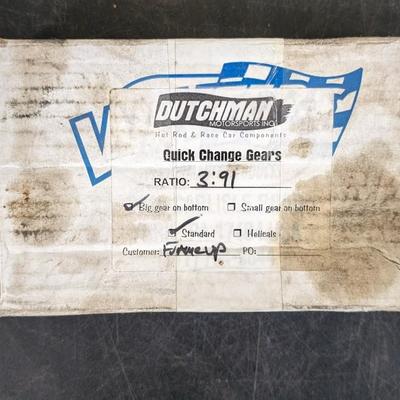 DUTCHMAN
MOTORSPORTS INC.
Hot Rod & Race Car Components
Quick Change Gears
RATIO: 3:91
Big gear on bottom Small gear on bottom
Standard Helicals
Customer: PO: